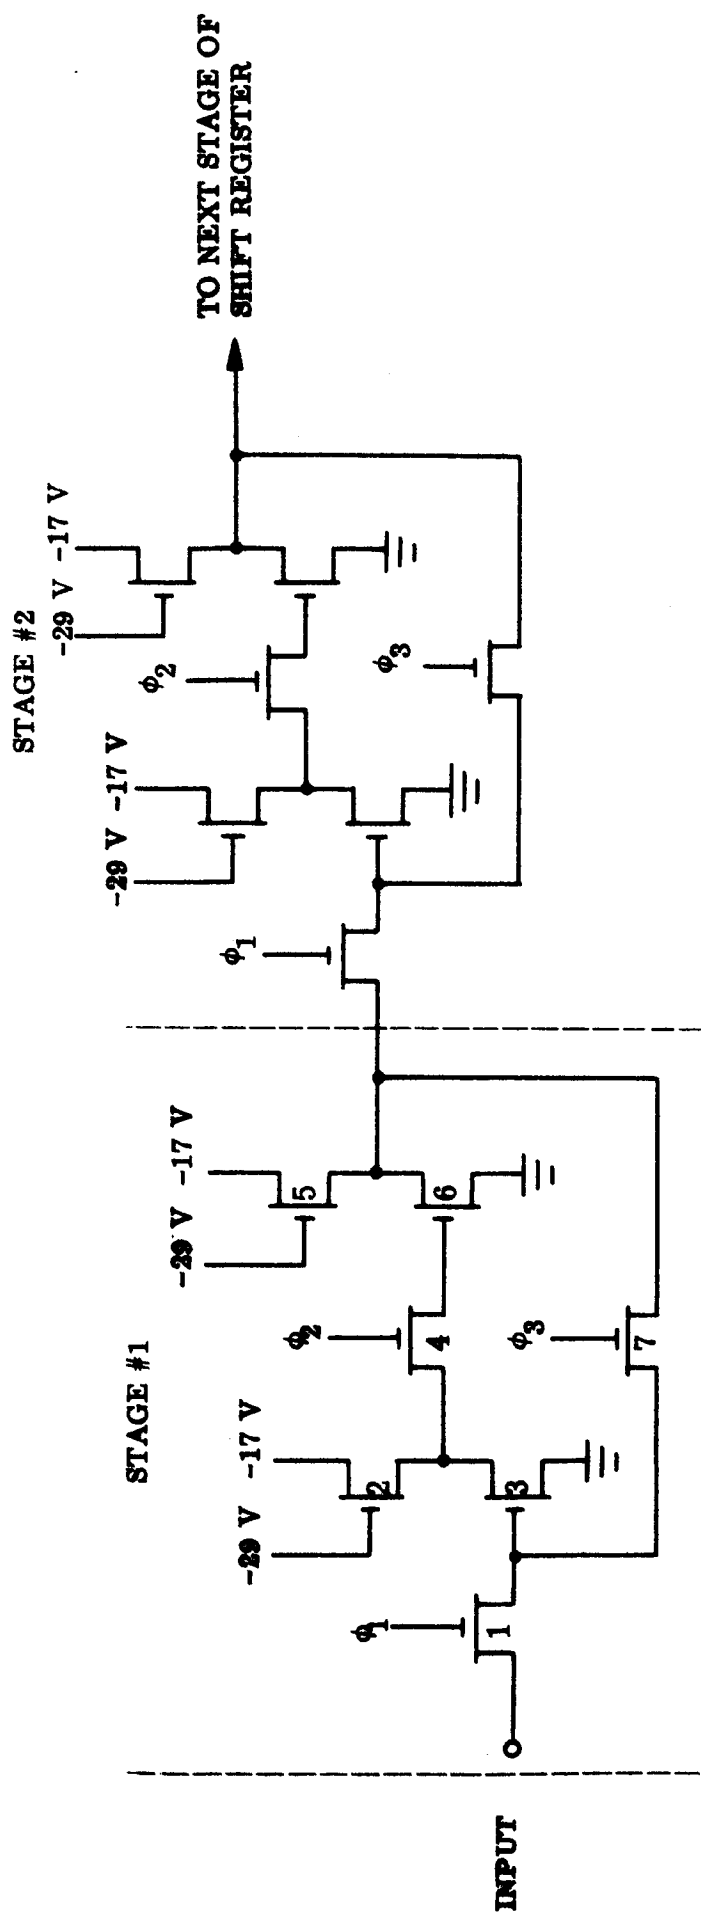 STAGE #1
STAGE #2
-29 V -17 V
-29 V -17 V
-29 V -17 V
-29 V -17 V
TO NEXT STAGE OF
SHIFT REGISTER
INPUT
ϕ1
1
2
3
ϕ2
4
5
6
ϕ3
7
ϕ1
ϕ2
ϕ3